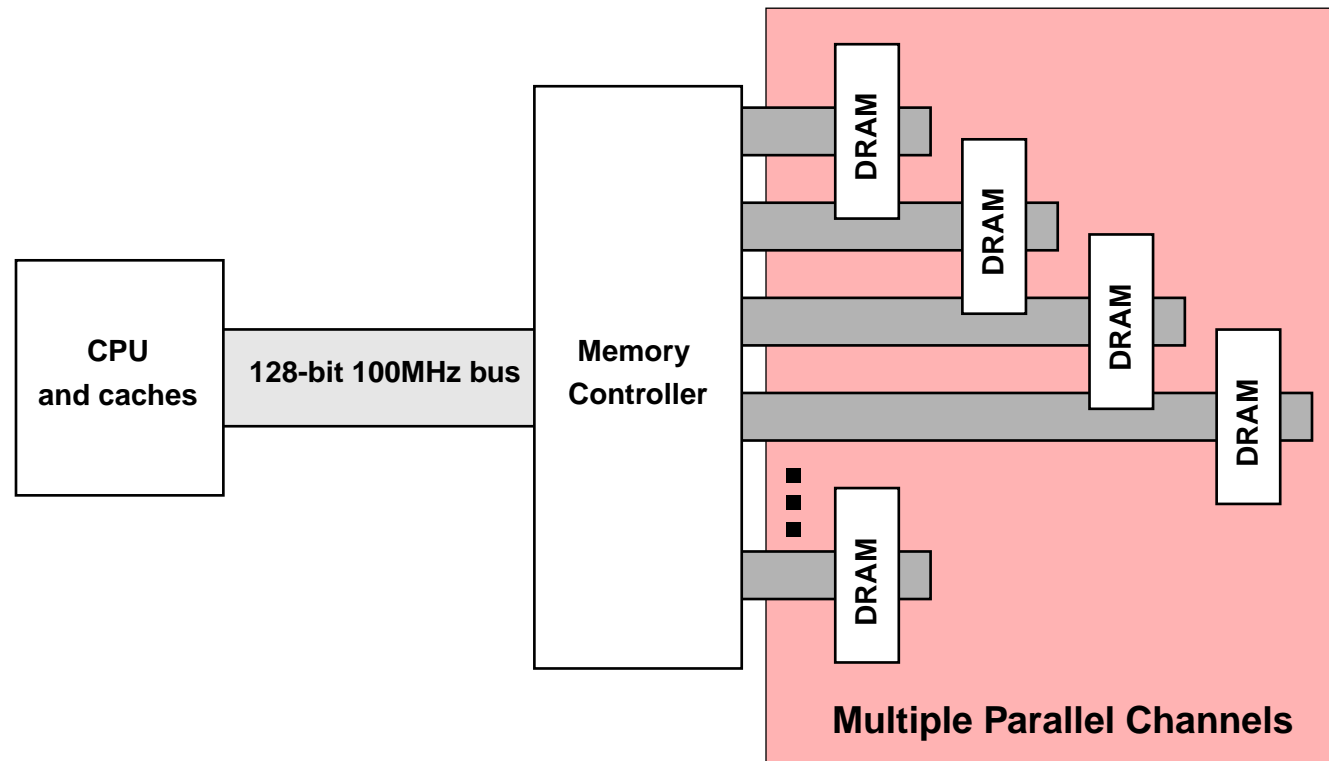 CPU
and caches
128-bit 100MHz bus
Memory
Controller
DRAM
DRAM
DRAM
DRAM
DRAM
Multiple Parallel Channels